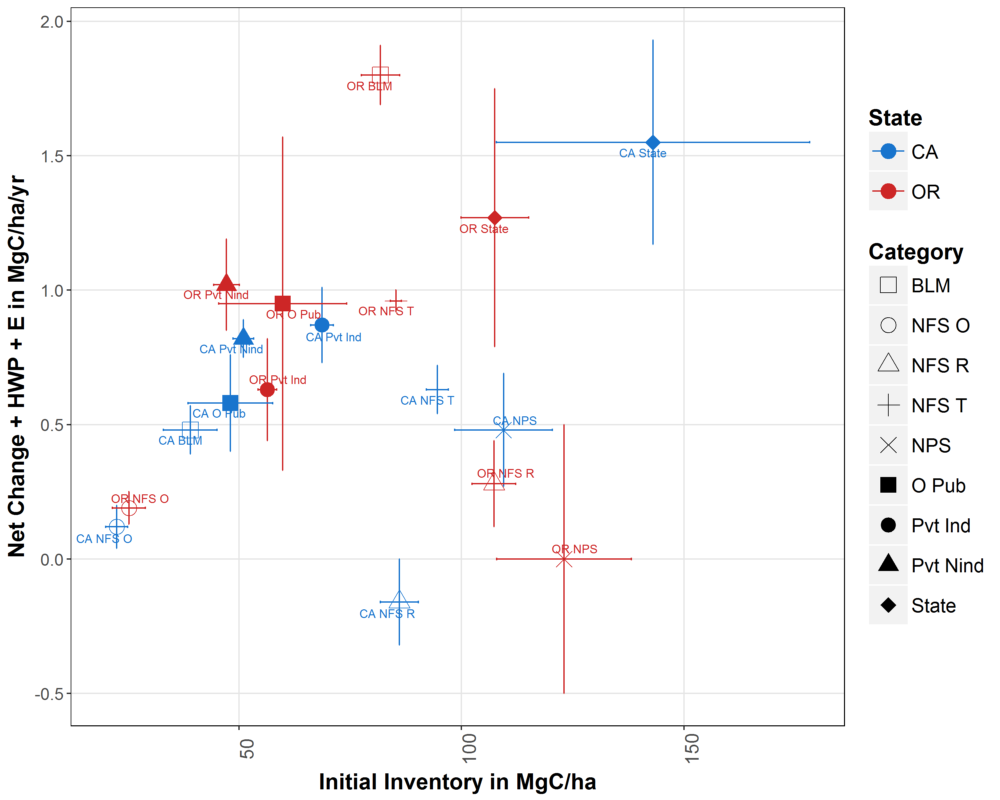 2.0
1.5
1.0
0.5
0.0
-0.5
Net Change + HWP + E in MgC/ha/yr
OR BLM
CA State
OR State
OR Pvt Nind
OR O Pub
OR NFS T
CA Pvt Ind
CA Pvt Nind
OR Pvt Ind
CA NFS T
CA O Pub
CA NPS
CA BLM
OR NFS R
OR NFS O
CA NFS O
OR NPS
CA NFS R
50
100
150
Initial Inventory in MgC/ha
State
CA
OR
Category
BLM
NFS O
NFS R
NFS T
NPS
O Pub
Pvt Ind
Pvt Nind
State